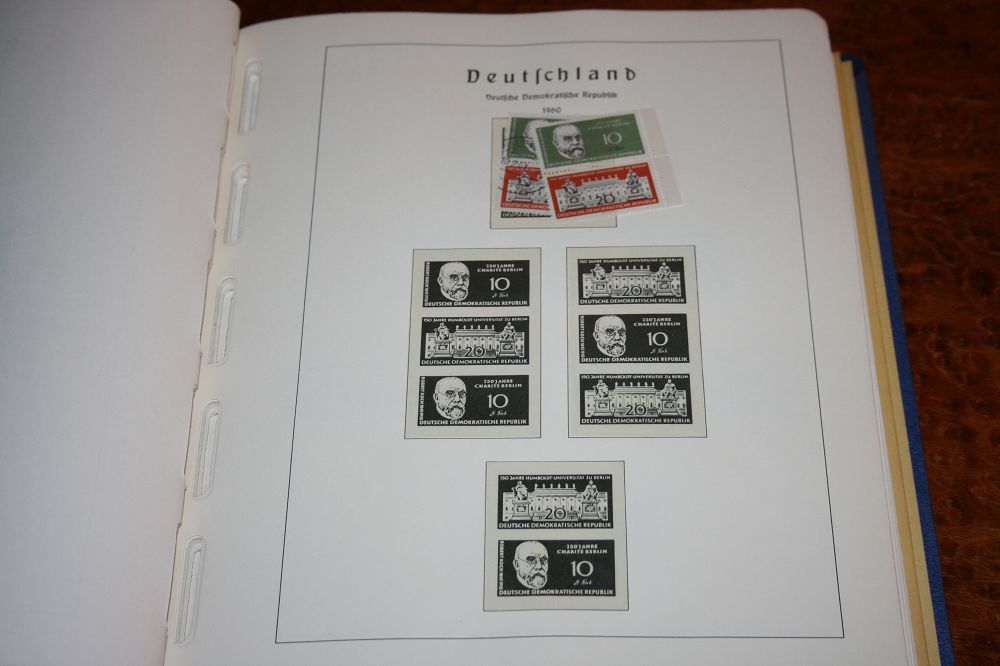 Deutſchland
Deutſche Demokratiſche Republik
1960
10
DEUTSCHE DEMOKRATISCHE REPUBLIK
20
DEUTSCHE DEMOKRATISCHE REPUBLIK
250 JAHRE
CHARITÉ BERLIN
10
DEUTSCHE DEMOKRATISCHE REPUBLIK
150 JAHRE HUMBOLDT-UNIVERSITÄT ZU BERLIN
20
DEUTSCHE DEMOKRATISCHE REPUBLIK
250 JAHRE
CHARITÉ BERLIN
10
DEUTSCHE DEMOKRATISCHE REPUBLIK
150 JAHRE HUMBOLDT-UNIVERSITÄT ZU BERLIN
20
DEUTSCHE DEMOKRATISCHE REPUBLIK
250 JAHRE
CHARITÉ BERLIN
10
DEUTSCHE DEMOKRATISCHE REPUBLIK
150 JAHRE HUMBOLDT-UNIVERSITÄT ZU BERLIN
20
DEUTSCHE DEMOKRATISCHE REPUBLIK
150 JAHRE HUMBOLDT-UNIVERSITÄT ZU BERLIN
20
DEUTSCHE DEMOKRATISCHE REPUBLIK
ROBERT KOCH 1843-1910
250 JAHRE
CHARITÉ BERLIN
10
DEUTSCHE DEMOKRATISCHE REPUBLIK